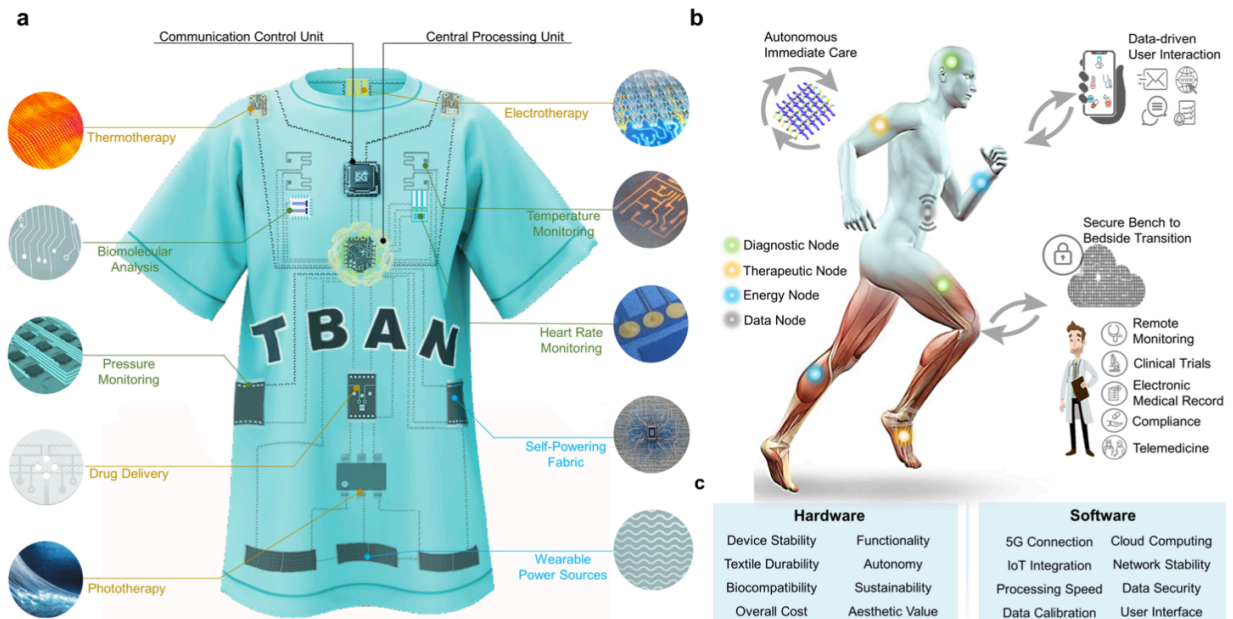 a
Communication Control Unit
Central Processing Unit
Thermotherapy
Electrotherapy
5G
Biomolecular
Analysis
Temperature
Monitoring
TBAN
Pressure
Monitoring
Heart Rate
Monitoring
Drug Delivery
Self-Powering
Fabric
Phototherapy
Wearable
Power Sources
b
Autonomous
Immediate Care
Data-driven
User Interaction
Diagnostic Node
Therapeutic Node
Energy Node
Data Node
Secure Bench to
Bedside Transition
Remote
Monitoring
Clinical Trials
Electronic
Medical Record
Compliance
Telemedicine
c
Hardware
Device Stability
Functionality
Textile Durability
Autonomy
Biocompatibility
Sustainability
Overall Cost
Aesthetic Value
Software
5G Connection
Cloud Computing
IoT Integration
Network Stability
Processing Speed
Data Security
Data Calibration
User Interface